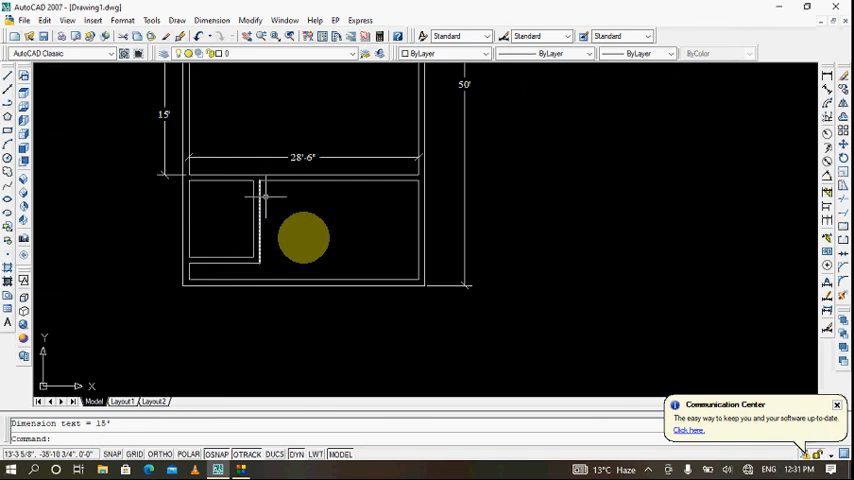 AutoCAD 2007 - [Drawing1.dwg]
File Edit View Insert Format Tools Draw Dimension Modify Window Help EP Express
Standard Standard Standard
AutoCAD Classic 0 ByLayer ByLayer ByLayer ByColor
50'
15'
28'-6"
Y
X
Model Layout1 Layout2
Communication Center
The easy way to keep you and your software up-to-date.
Click here.
Dimension text = 15'
Command:
13'-3 5/8", -35'-10 3/4", 0'-0" SNAP GRID ORTHO POLAR OSNAP OTRACK DUCS DYN LWT MODEL
13°C Haze ENG 12:31 PM